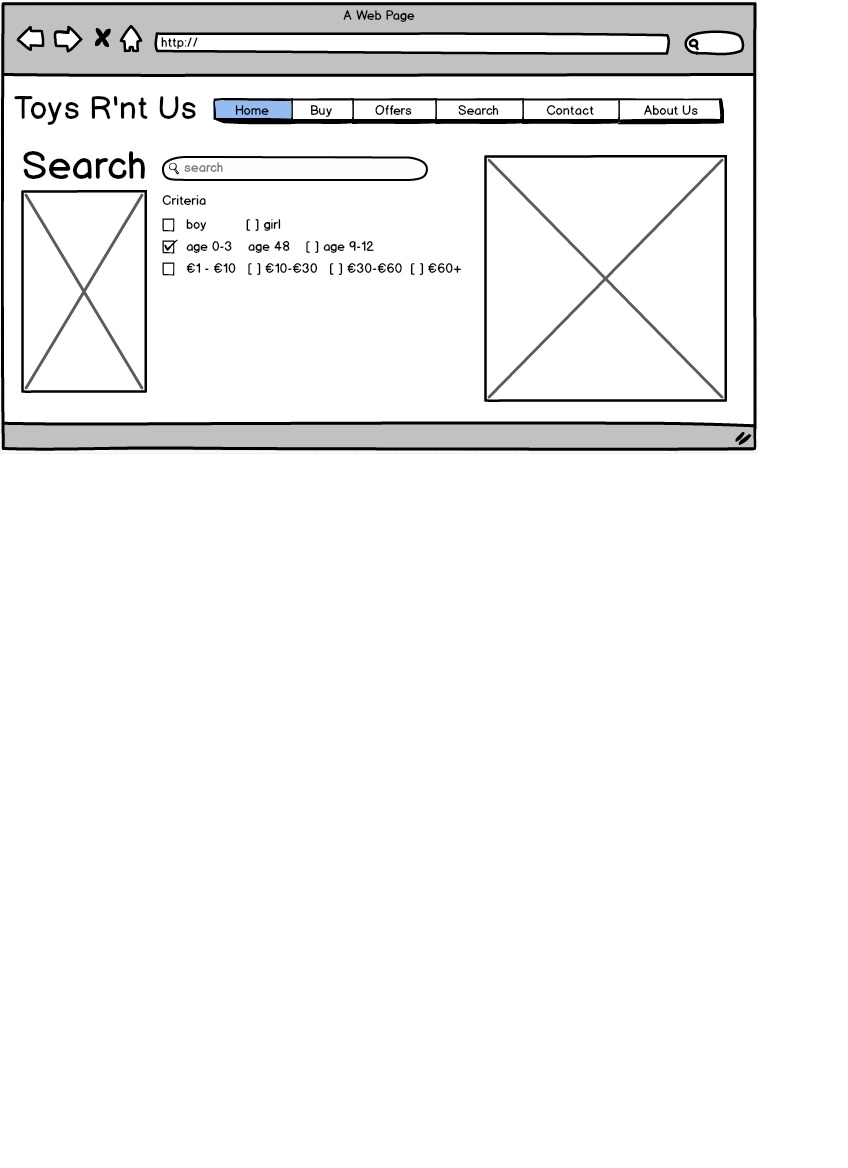 A Web Page
http://
Toys R'nt Us
Home Buy Offers Search Contact About Us
Search
search
Criteria
boy [ ] girl
age 0-3 age 48 [ ] age 9-12
€1 - €10 [ ] €10-€30 [ ] €30-€60 [ ] €60+